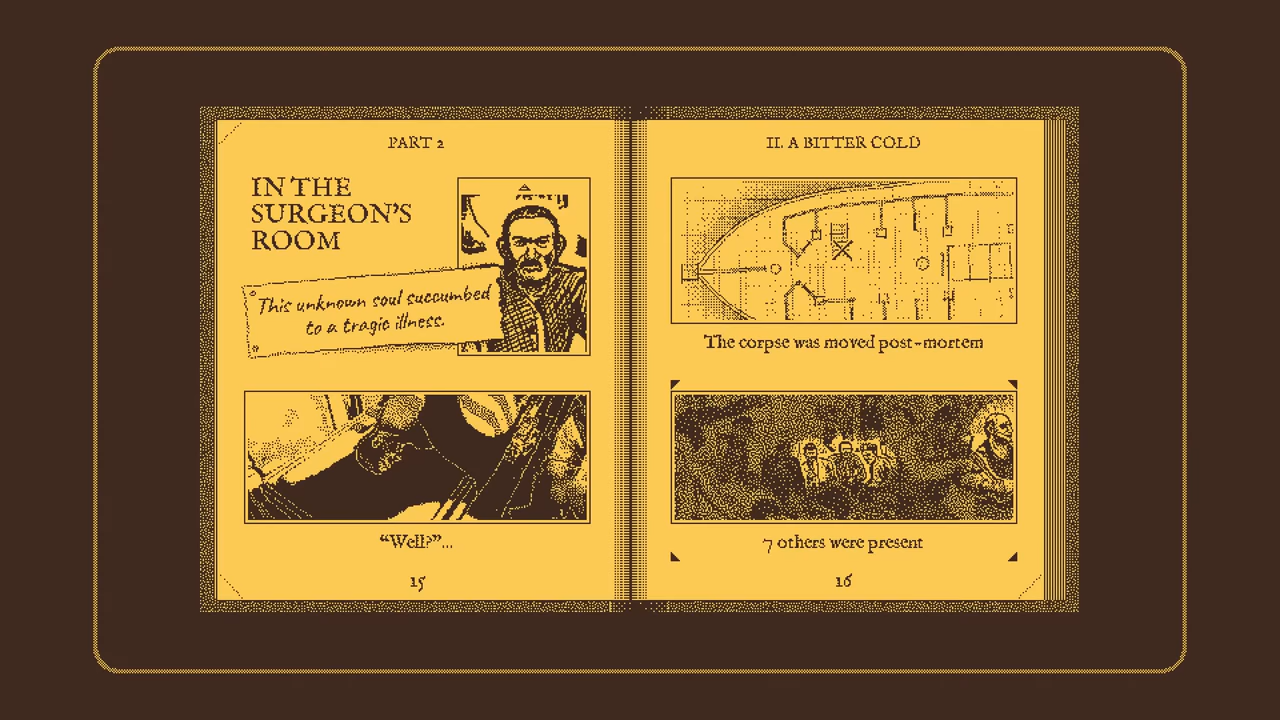 PART 2
IN THE
SURGEON'S
ROOM
This unknown soul succumbed
to a tragic illness.
“Well?”...
15
II. A BITTER COLD
The corpse was moved post-mortem
7 others were present
16